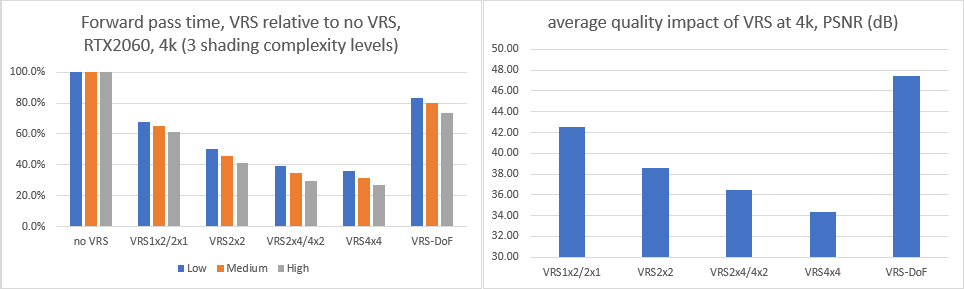 Forward pass time, VRS relative to no VRS,
RTX2060, 4k (3 shading complexity levels)
100.0%
80.0%
60.0%
40.0%
20.0%
0.0%
no VRS VRS1x2/2x1 VRS2x2 VRS2x4/4x2 VRS4x4 VRS-DoF
Low Medium High
average quality impact of VRS at 4k, PSNR (dB)
50.00
48.00
46.00
44.00
42.00
40.00
38.00
36.00
34.00
32.00
30.00
VRS1x2/2x1 VRS2x2 VRS2x4/4x2 VRS4x4 VRS-DoF